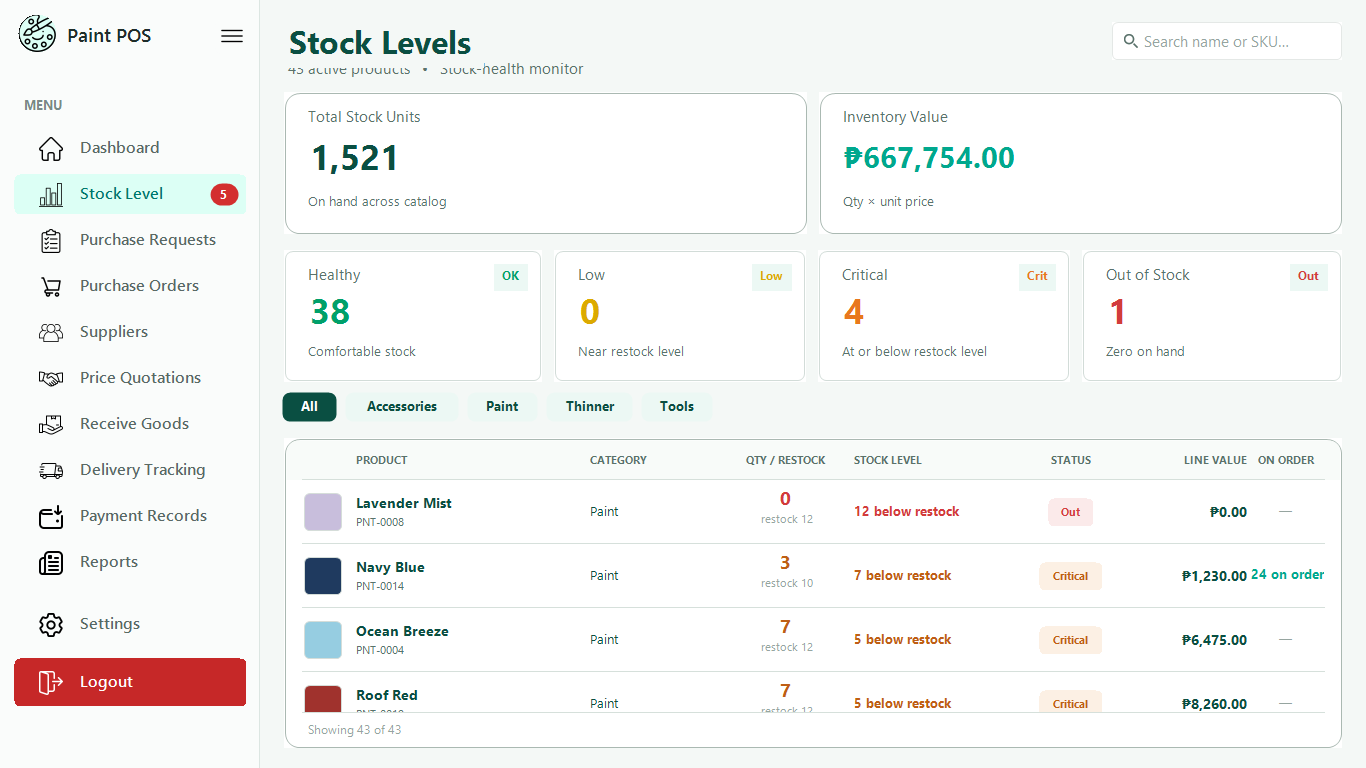 Paint POS
MENU
Dashboard
Stock Level 5
Purchase Requests
Purchase Orders
Suppliers
Price Quotations
Receive Goods
Delivery Tracking
Payment Records
Reports
Settings
Logout
Stock Levels
Search name or SKU...
43 active products • Stock-health monitor
Total Stock Units
1,521
On hand across catalog
Inventory Value
₱667,754.00
Qty × unit price
Healthy OK
38
Comfortable stock
Low Low
0
Near restock level
Critical Crit
4
At or below restock level
Out of Stock Out
1
Zero on hand
All Accessories Paint Thinner Tools
PRODUCT CATEGORY QTY / RESTOCK STOCK LEVEL STATUS LINE VALUE ON ORDER
Lavender Mist
PNT-0008
Paint
0
restock 12
12 below restock
Out
₱0.00
—
Navy Blue
PNT-0014
Paint
3
restock 10
7 below restock
Critical
₱1,230.00
24 on order
Ocean Breeze
PNT-0004
Paint
7
restock 12
5 below restock
Critical
₱6,475.00
—
Roof Red
Paint
7
restock 12
5 below restock
Critical
₱8,260.00
—
Showing 43 of 43